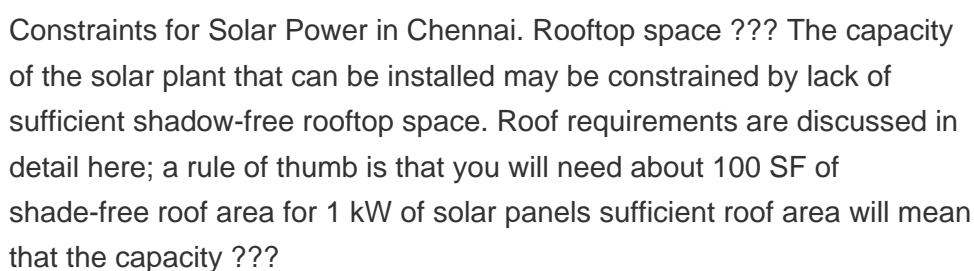 Constraints for Solar Power in Chennai. Rooftop space ??? The capacity
of the solar plant that can be installed may be constrained by lack of
sufficient shadow-free rooftop space. Roof requirements are discussed in
detail here; a rule of thumb is that you will need about 100 SF of
shade-free roof area for 1 kW of solar panels sufficient roof area will mean
that the capacity ???